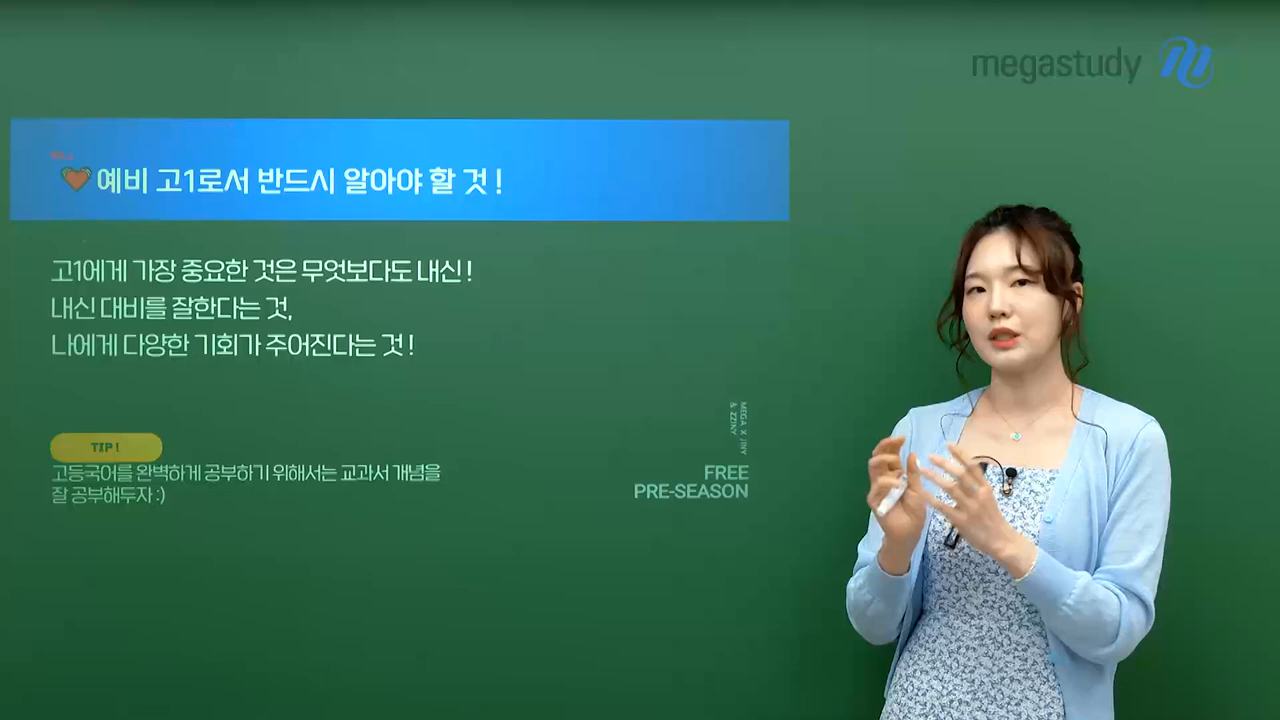 megastudy
예비 고1로서 반드시 알아야 할 것 !
고1에게 가장 중요한 것은 무엇보다도 내신 !
내신 대비를 잘한다는 것,
나에게 다양한 기회가 주어진다는 것 !
MEGA X JINY
& ZZINY
TIP !
고등국어를 완벽하게 공부하기 위해서는 교과서 개념을
잘 공부해두자 :)
FREE
PRE-SEASON